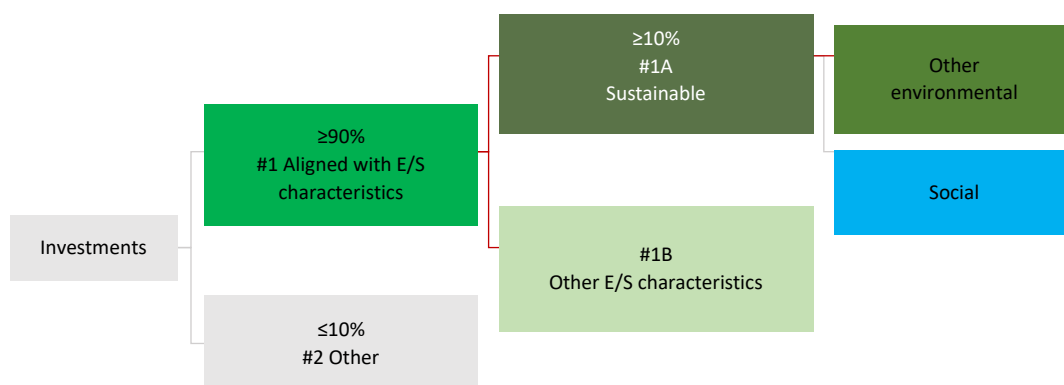 Investments
≥90%
#1 Aligned with E/S
characteristics
≤10%
#2 Other
≥10%
#1A
Sustainable
#1B
Other E/S characteristics
Other
environmental
Social